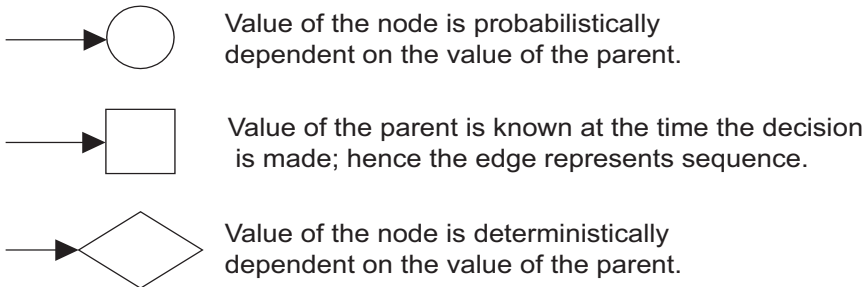 Value of the node is probabilistically
dependent on the value of the parent.
Value of the parent is known at the time the decision
is made; hence the edge represents sequence.
Value of the node is deterministically
dependent on the value of the parent.